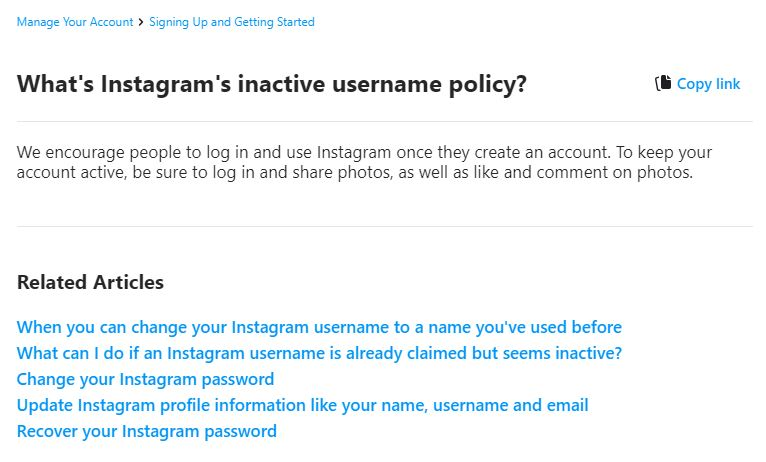 Manage Your Account > Signing Up and Getting Started
What's Instagram's inactive username policy?
Copy link
We encourage people to log in and use Instagram once they create an account. To keep your
account active, be sure to log in and share photos, as well as like and comment on photos.
Related Articles
When you can change your Instagram username to a name you've used before
What can I do if an Instagram username is already claimed but seems inactive?
Change your Instagram password
Update Instagram profile information like your name, username and email
Recover your Instagram password